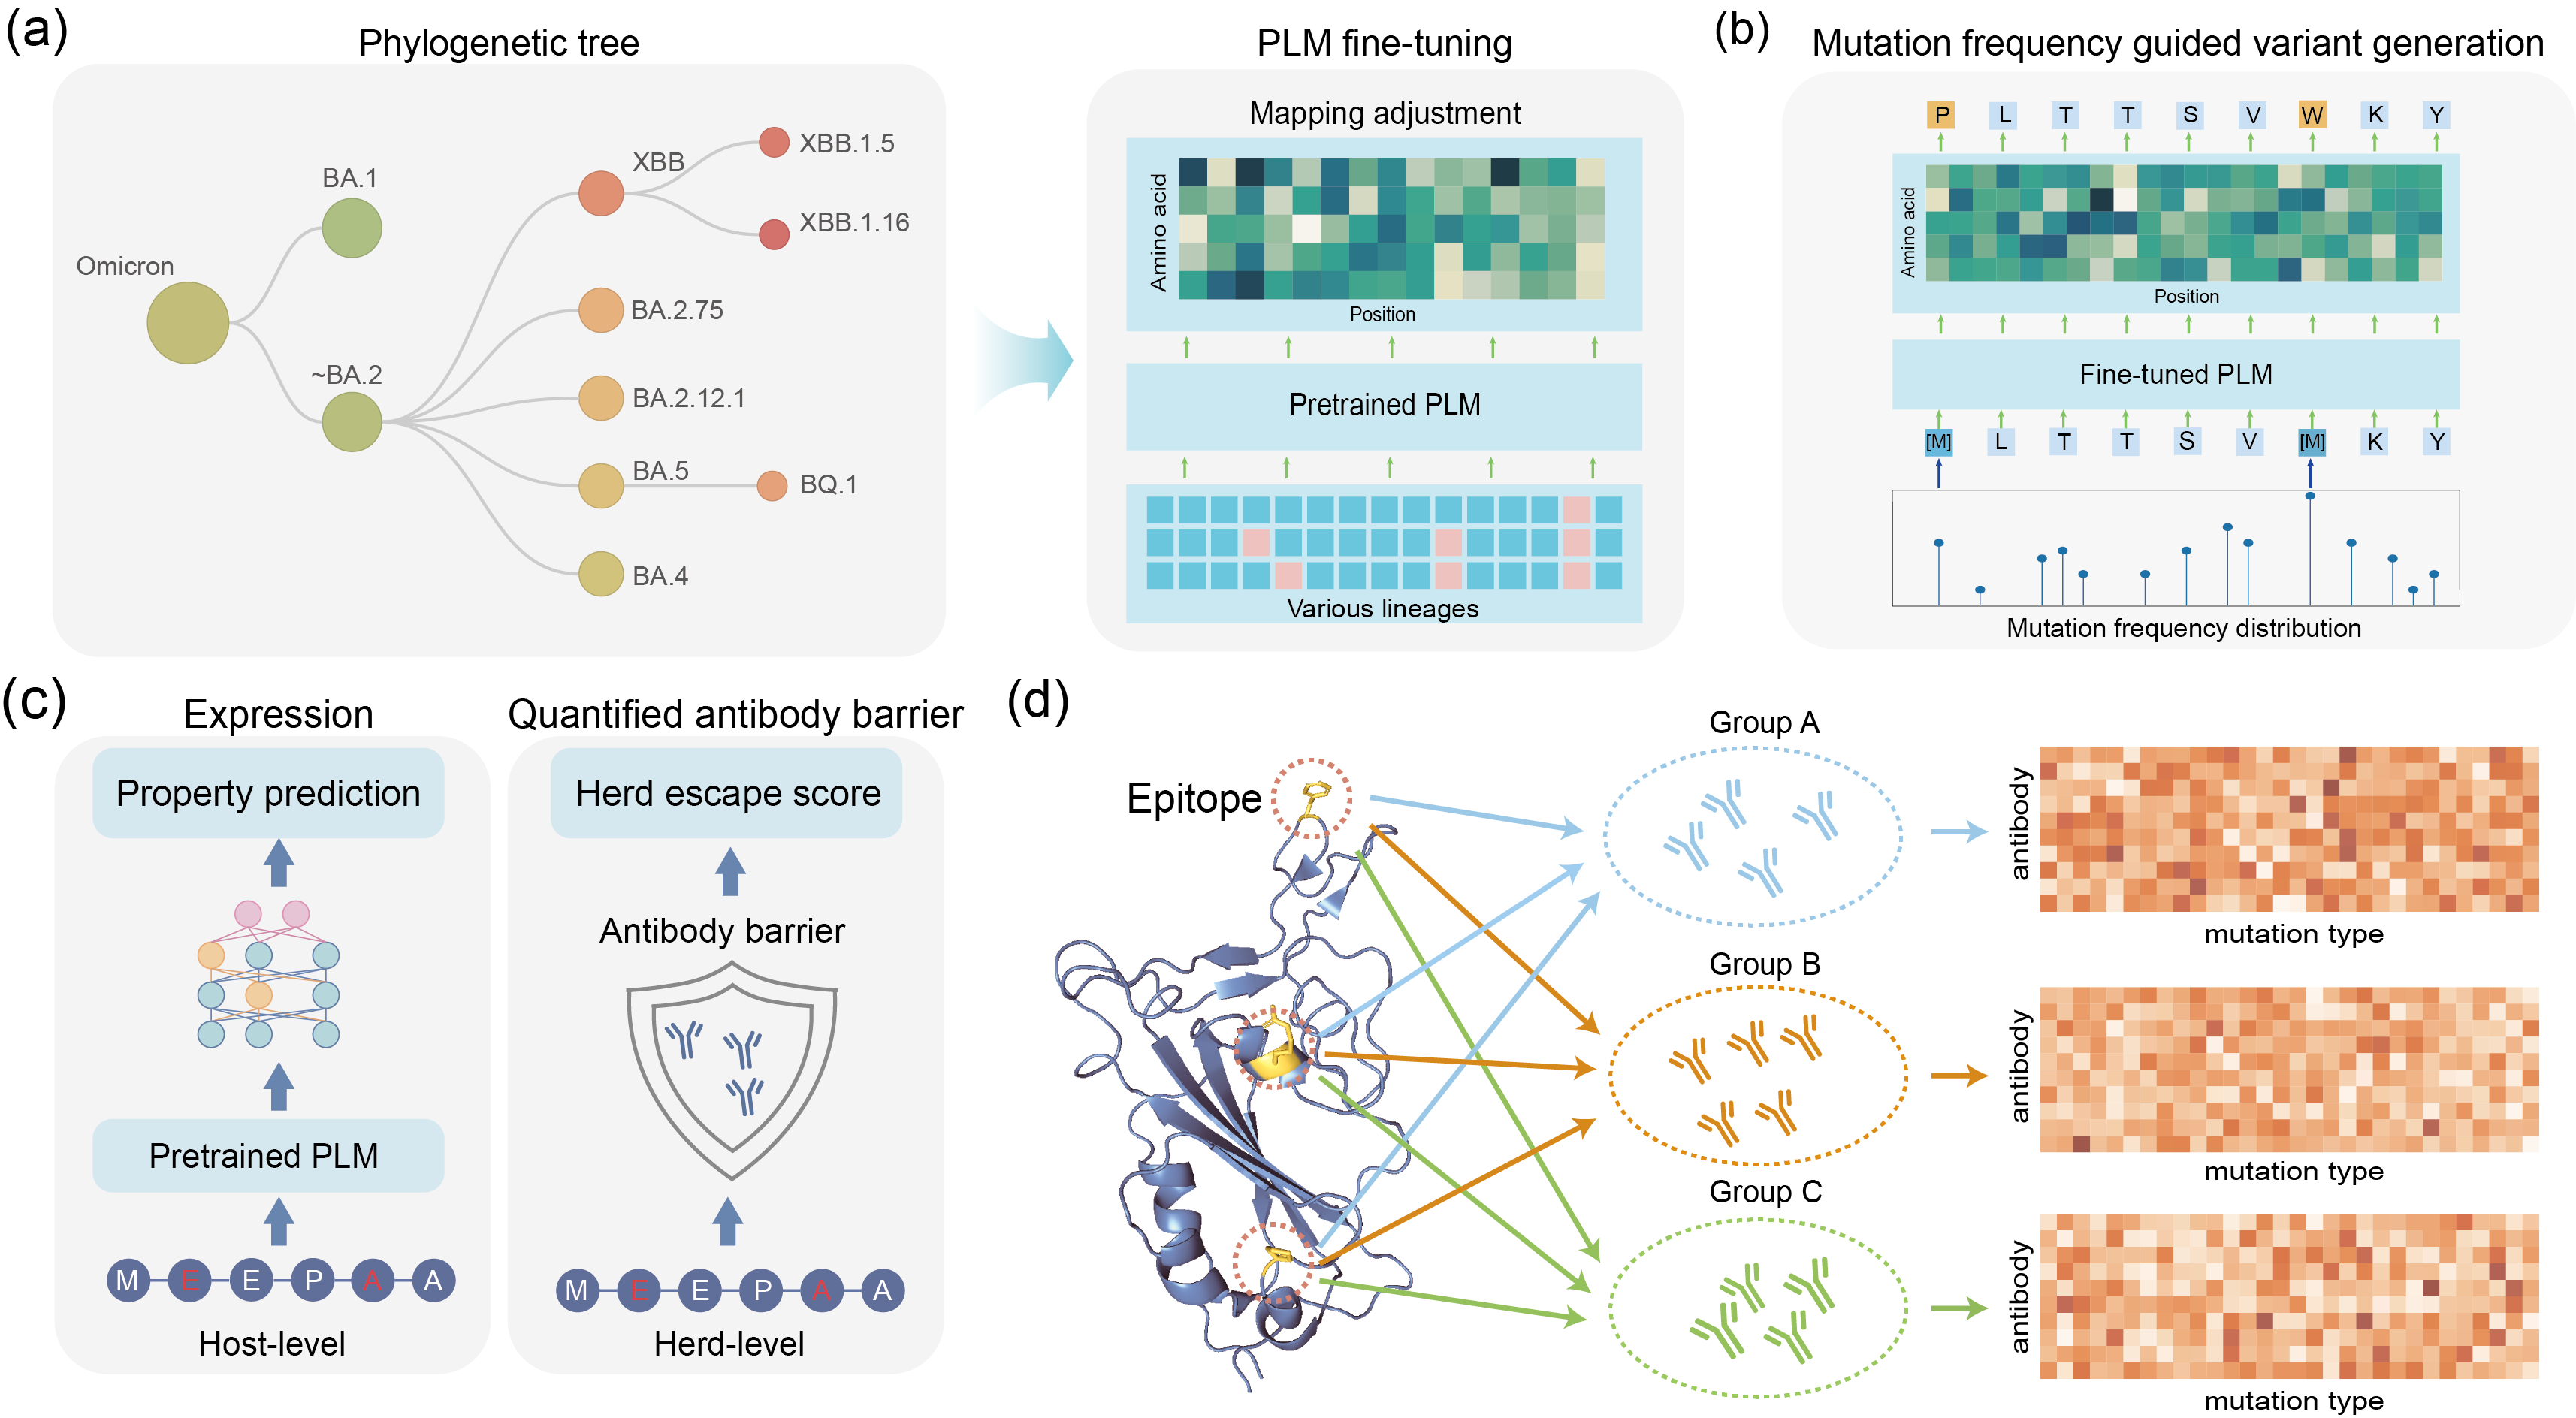 (a)
Phylogenetic tree
Omicron
BA.1
~BA.2
XBB
XBB.1.5
XBB.1.16
BA.2.75
BA.2.12.1
BA.5
BQ.1
BA.4
PLM fine-tuning
Mapping adjustment
Amino acid
Position
Pretrained PLM
Various lineages
(b)
Mutation frequency guided variant generation
P L T T S V W K Y
Amino acid
Position
Fine-tuned PLM
[M] L T T S V [M] K Y
Mutation frequency distribution
(c)
Expression
Property prediction
Pretrained PLM
M E E P A A
Host-level
Quantified antibody barrier
Herd escape score
Antibody barrier
M E E P A A
Herd-level
(d)
Epitope
Group A
antibody
mutation type
Group B
antibody
mutation type
Group C
antibody
mutation type